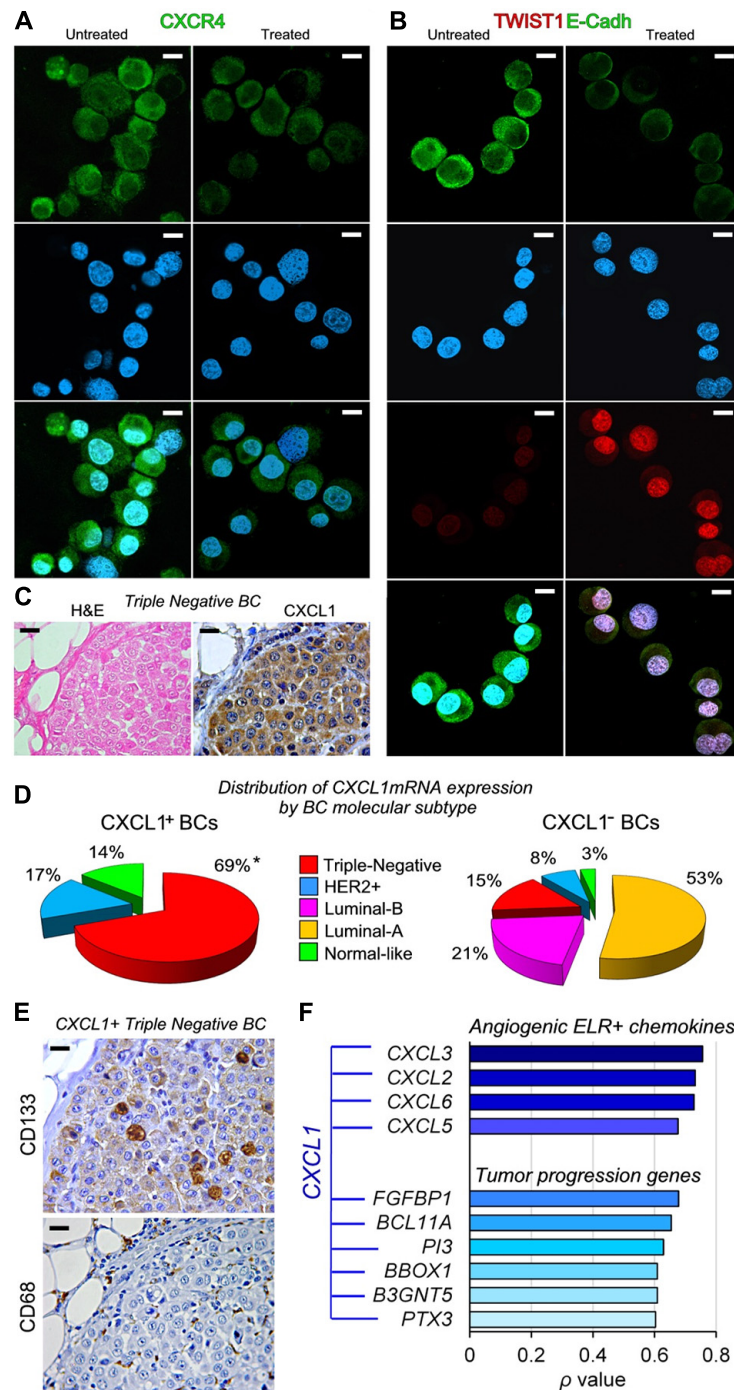 A
CXCR4
Untreated
Treated
B
TWIST1 E-Cadh
Untreated
Treated
C
Triple Negative BC
H&E
CXCL1
D
Distribution of CXCL1mRNA expression
by BC molecular subtype
CXCL1+ BCs
CXCL1− BCs
14%
17%
69% *
Triple-Negative
HER2+
Luminal-B
Luminal-A
Normal-like
3%
8%
15%
53%
21%
E
CXCL1+ Triple Negative BC
CD133
CD68
F
Angiogenic ELR+ chemokines
CXCL1
CXCL3
CXCL2
CXCL6
CXCL5
Tumor progression genes
FGFBP1
BCL11A
PI3
BBOX1
B3GNT5
PTX3
0 0.2 0.4 0.6 0.8
ρ value